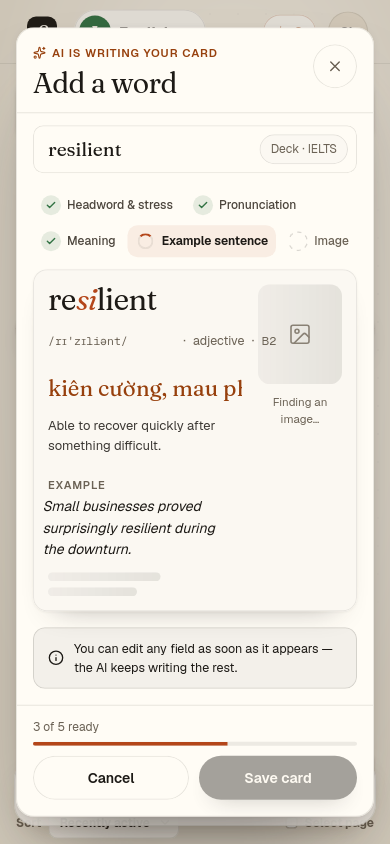 AI IS WRITING YOUR CARD
Add a word
resilient
Deck · IELTS
Headword & stress
Pronunciation
Meaning
Example sentence
Image
resilient
/rɪˈzɪliənt/ · adjective · B2
kiên cường, mau
Finding an
image…
Able to recover quickly after
something difficult.
EXAMPLE
Small businesses proved
surprisingly resilient during
the downturn.
You can edit any field as soon as it appears —
the AI keeps writing the rest.
3 of 5 ready
Cancel
Save card